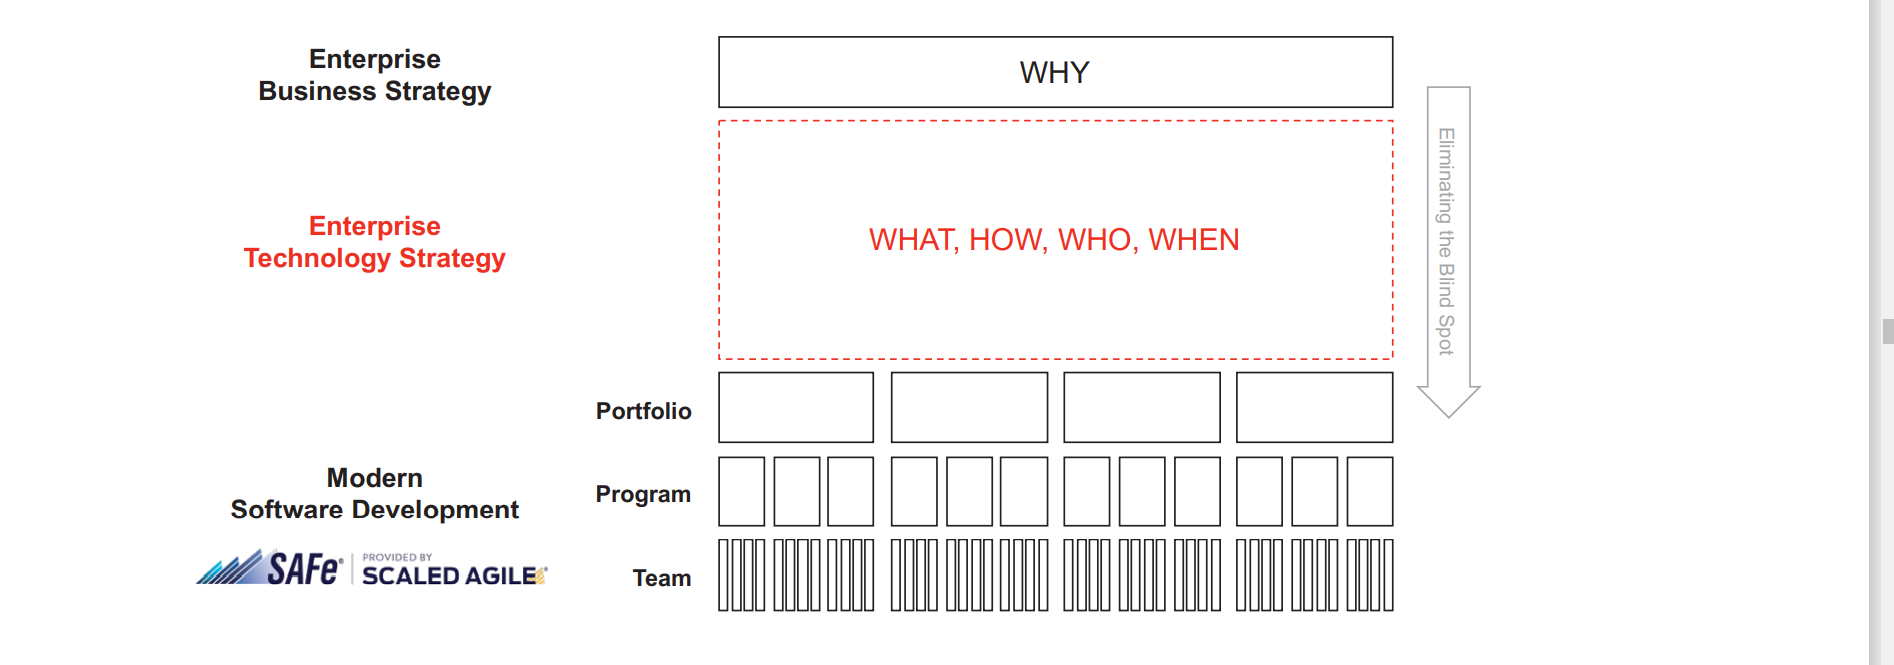 Enterprise
Business Strategy
WHY
Eliminating the Blind Spot
Enterprise
Technology Strategy
WHAT, HOW, WHO, WHEN
Portfolio
Modern
Software Development
Program
SAFe® PROVIDED BY
SCALED AGILE®
Team